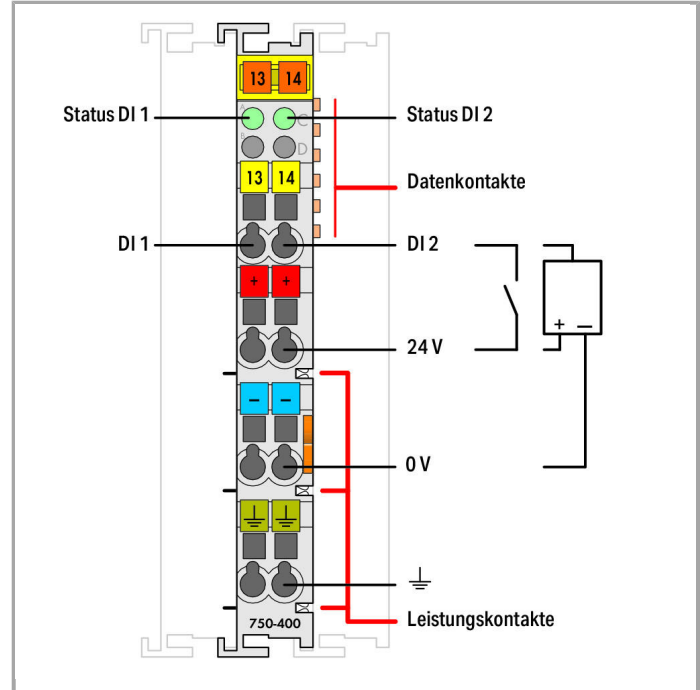 13 14
Status DI 1
A
C
Status DI 2
B
D
13 14
Datenkontakte
DI 1
DI 2
+ +
+ −
24 V
− −
0 V
750-400
Leistungskontakte